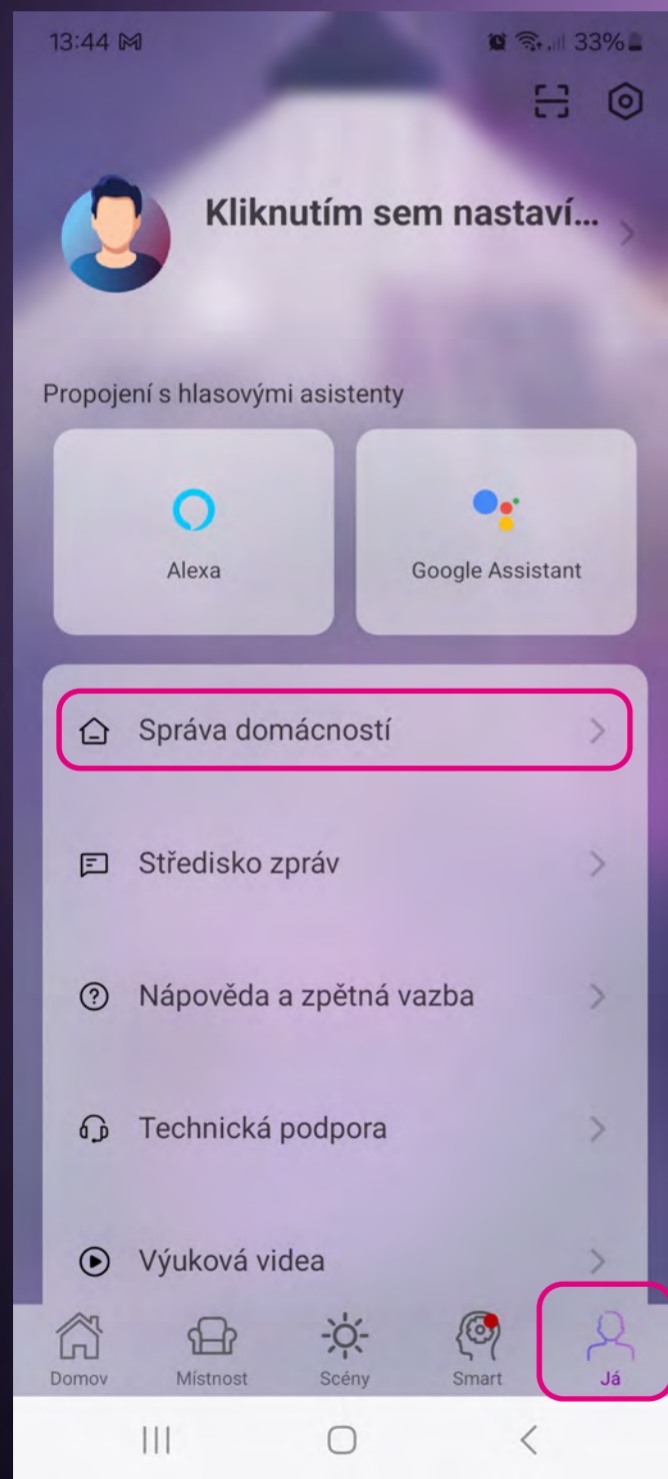 13:44
33%
Kliknutím sem nastaví...
Propojení s hlasovými asistenty
Alexa
Google Assistant
Správa domácností
Středisko zpráv
Nápověda a zpětná vazba
Technická podpora
Výuková videa
Domov
Místnost
Scény
Smart
Já